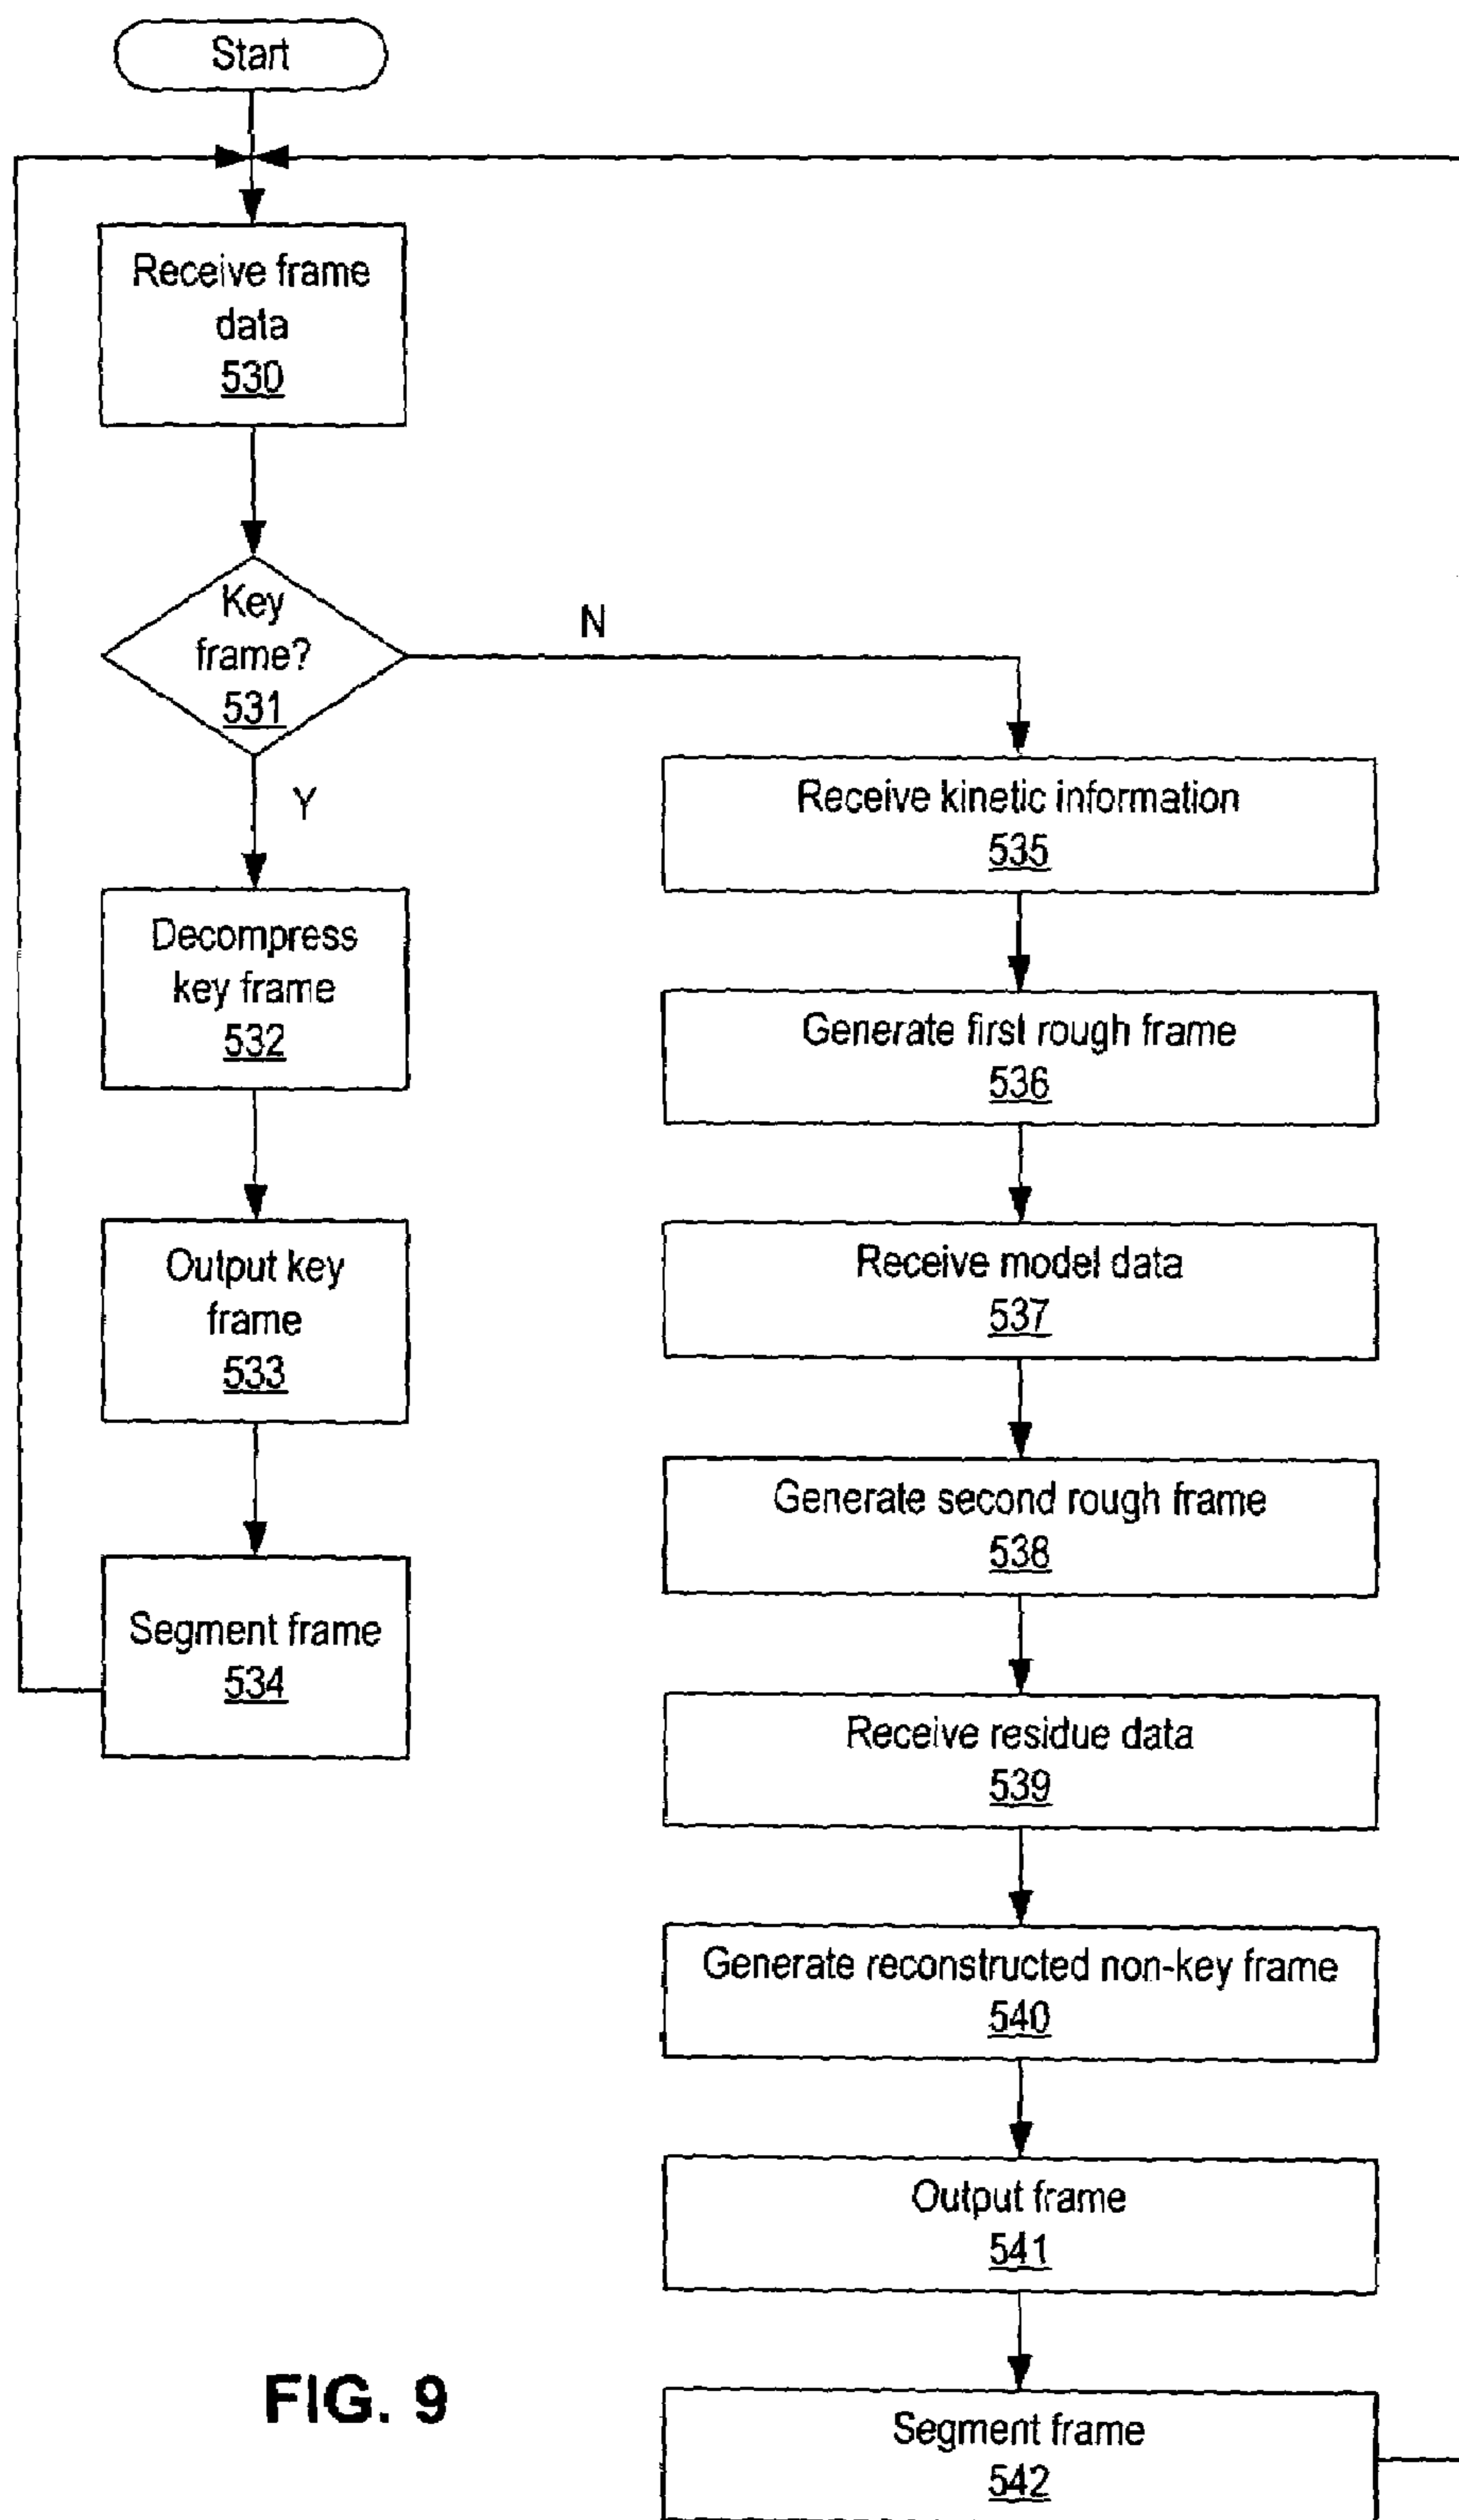 Start
Receive frame
data
530
Key
frame?
531
N
Y
Decompress
key frame
532
Output key
frame
533
Segment frame
534
Receive kinetic information
535
Generate first rough frame
536
Receive model data
537
Generate second rough frame
538
Receive residue data
539
Generate reconstructed non-key frame
540
Output frame
541
Segment frame
542
FIG. 9